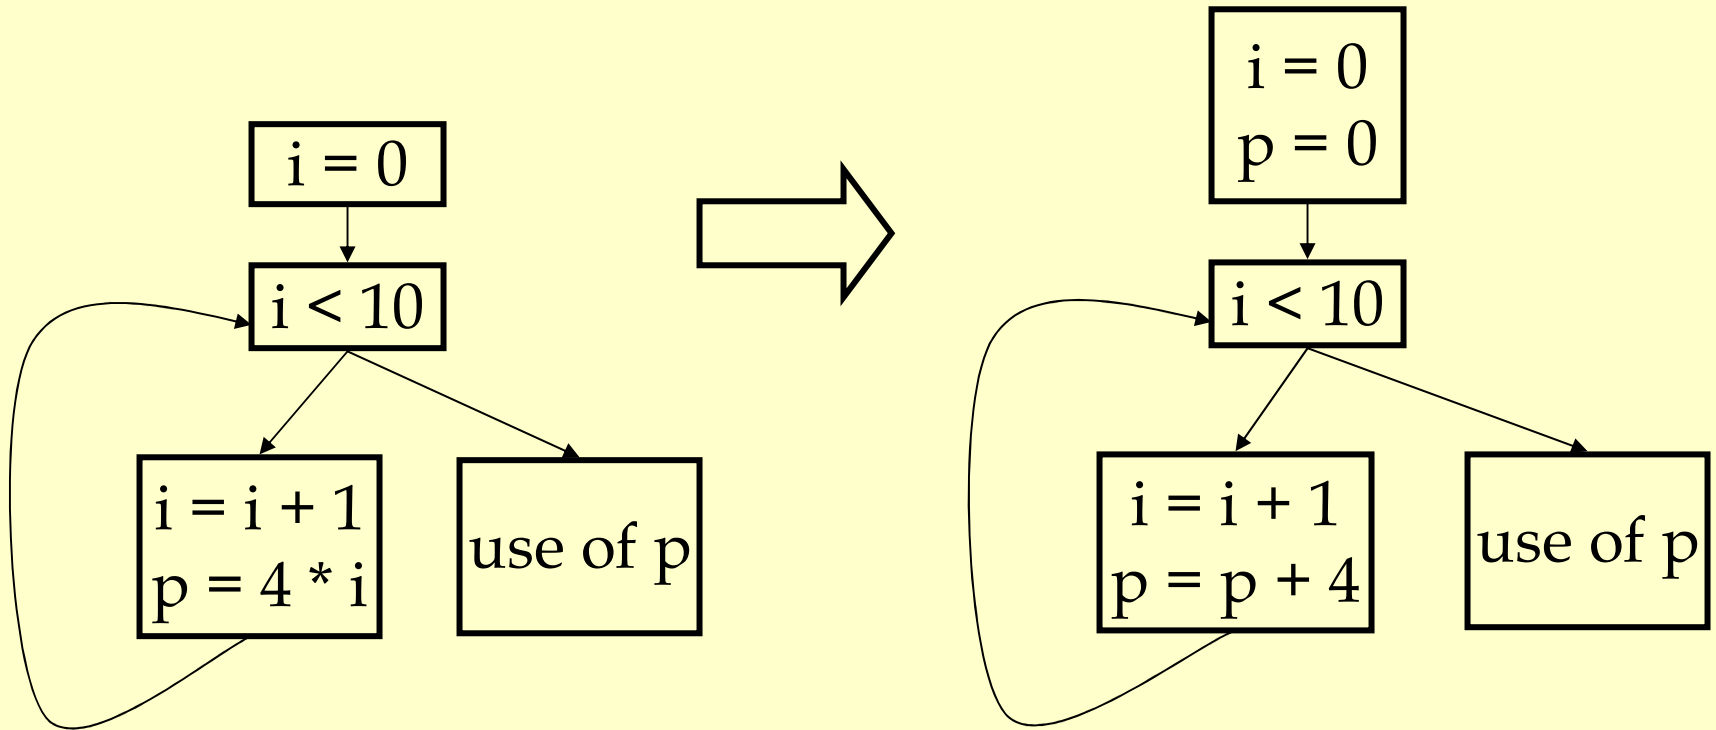 i = 0
i < 10
i = i + 1
p = 4 * i
use of p
i = 0
p = 0
i < 10
i = i + 1
p = p + 4
use of p